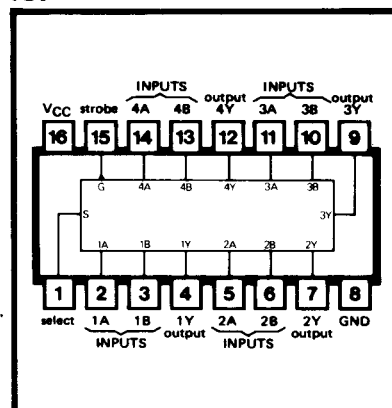 INPUTS INPUTS
4A 4B output 4Y 3A 3B output 3Y
VCC strobe
16 15 14 13 12 11 10 9
G 4A 4B 4Y 3A 3B
S 3Y
1A 1B 1Y 2A 2B 2Y
1 2 3 4 5 6 7 8
select 1A 1B 1Y output 2A 2B 2Y output GND
INPUTS INPUTS